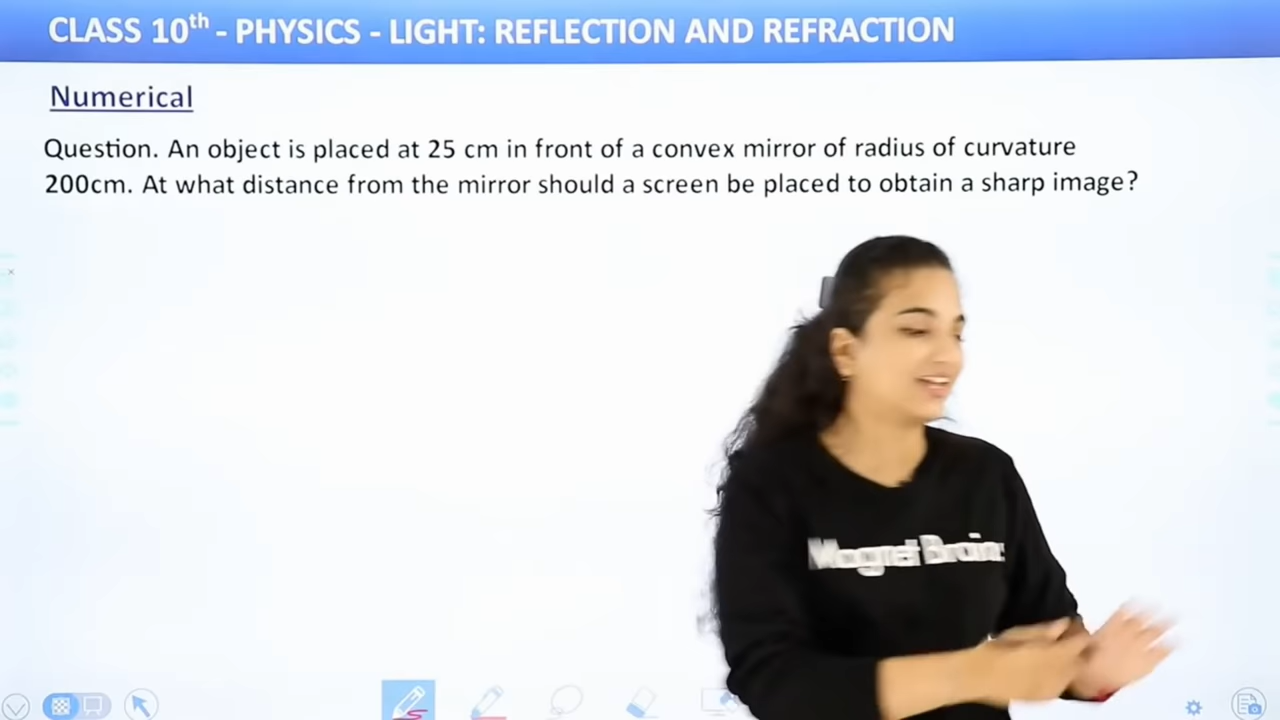 CLASS 10th - PHYSICS - LIGHT: REFLECTION AND REFRACTION
Numerical
Question. An object is placed at 25 cm in front of a convex mirror of radius of curvature
200cm. At what distance from the mirror should a screen be placed to obtain a sharp image?
Magnet Brains